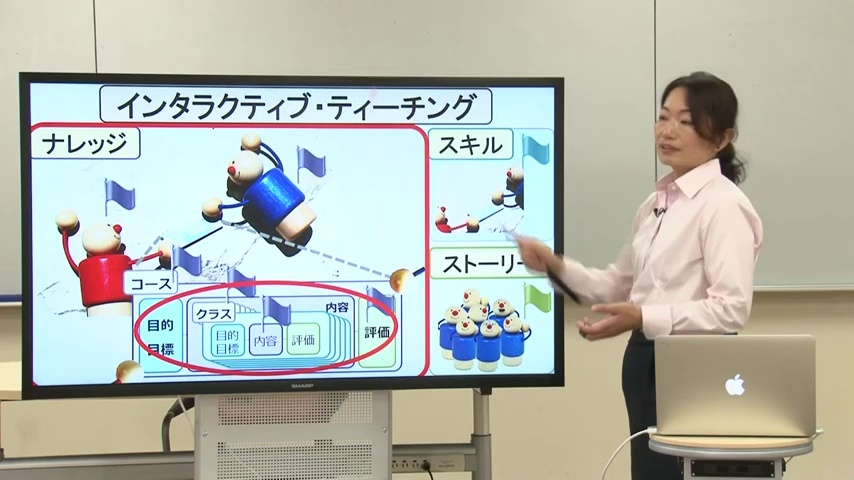 インタラクティブ・ティーチング
ナレッジ
スキル
ストーリー
コース
クラス
内容
目的
目標
目的
目標
内容
評価
評価
SHARP